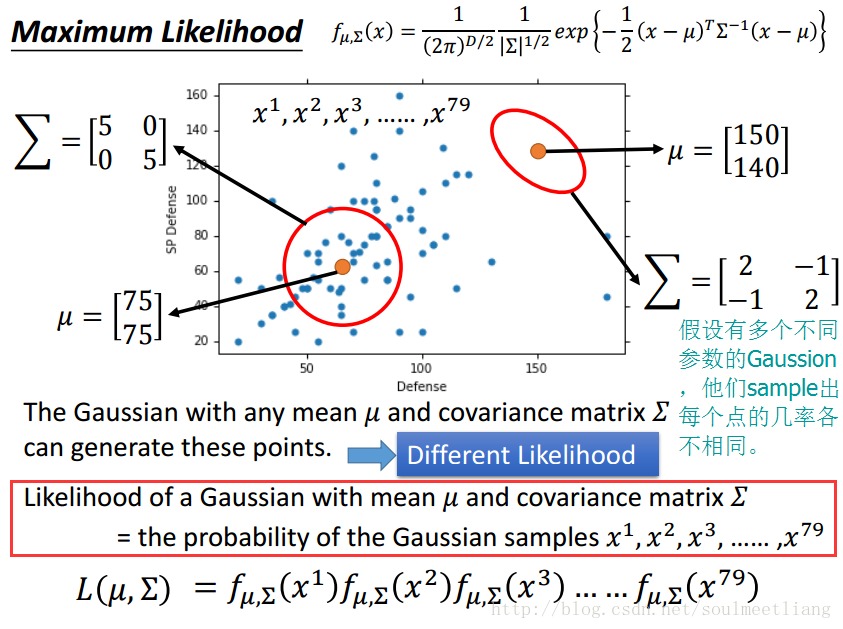 Maximum Likelihood
f_{μ,Σ}(x) = \frac{1}{(2π)^{D/2}} \frac{1}{|Σ|^{1/2}} exp{-\frac{1}{2}(x − μ)^T Σ^{-1}(x − μ)}
x^1, x^2, x^3, …… , x^{79}
∑ = [5 0
0 5]
μ = [150
140]
μ = [75
75]
∑ = [2 −1
−1 2]
SP Defense
160
140
120
100
80
60
40
20
50 100 150
Defense
假设有多个不同
参数的Gaussion
，他们sample出
每个点的几率各
不相同。
The Gaussian with any mean μ and covariance matrix Σ
can generate these points.
Different Likelihood
Likelihood of a Gaussian with mean μ and covariance matrix Σ
= the probability of the Gaussian samples x^1, x^2, x^3, …… , x^{79}
L(μ, Σ) = f_{μ,Σ}(x^1)f_{μ,Σ}(x^2)f_{μ,Σ}(x^3) … … f_{μ,Σ}(x^{79})
http://blog.csdn.net/soulmeetliang